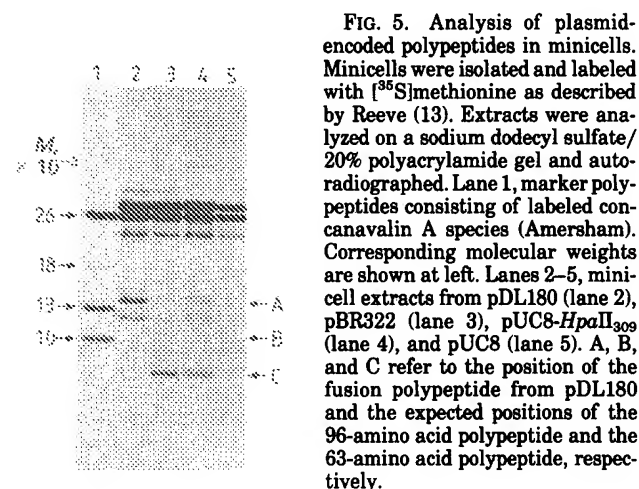 FIG. 5. Analysis of plasmid-
encoded polypeptides in minicells.
Minicells were isolated and labeled
with [³⁵S]methionine as described
by Reeve (13). Extracts were ana-
lyzed on a sodium dodecyl sulfate/
20% polyacrylamide gel and auto-
radiographed. Lane 1, marker poly-
peptides consisting of labeled con-
canavalin A species (Amersham).
Corresponding molecular weights
are shown at left. Lanes 2–5, mini-
cell extracts from pDL180 (lane 2),
pBR322 (lane 3), pUC8-HpaII₃₀₉
(lane 4), and pUC8 (lane 5). A, B,
and C refer to the position of the
fusion polypeptide from pDL180
and the expected positions of the
96-amino acid polypeptide and the
63-amino acid polypeptide, respec-
tively.
1 2 3 4 5
Mr
× 10⁻³
26→
18→
13→
10→
←A
←B
←C